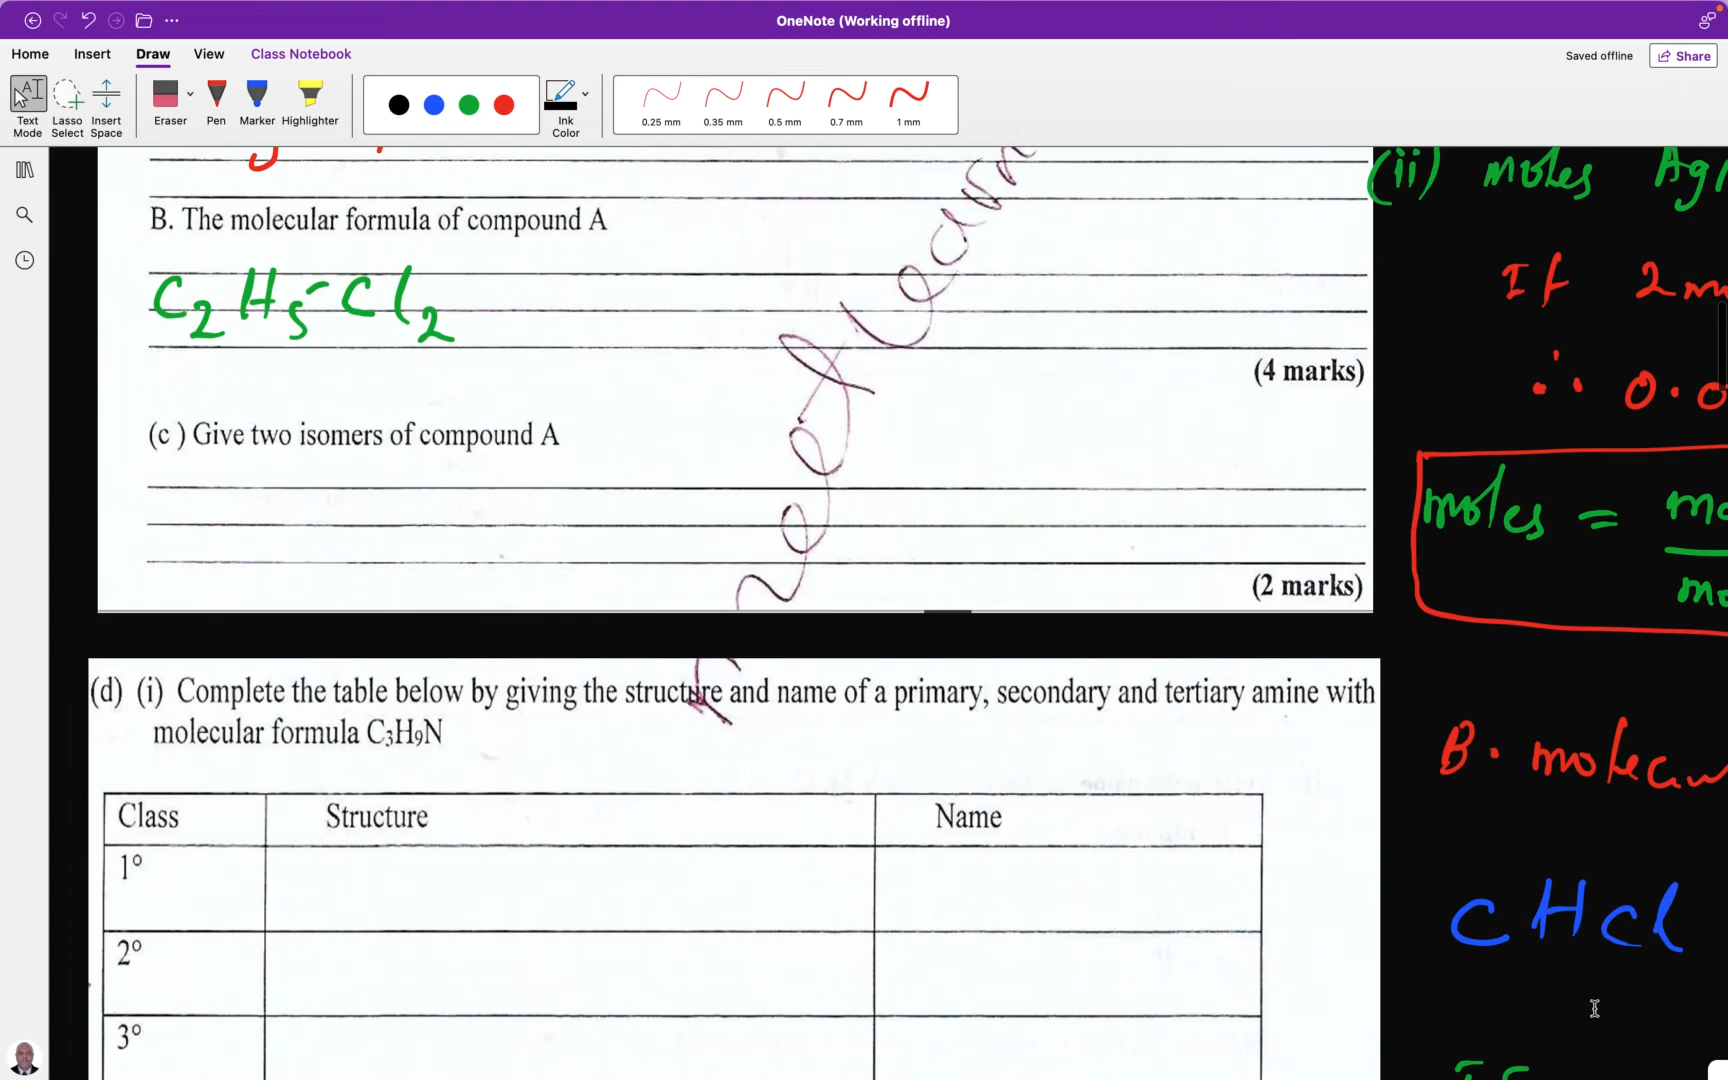 OneNote (Working offline)
Home Insert Draw View Class Notebook
Saved offline Share
Text Mode
Lasso Select
Insert Space
Eraser
Pen
Marker
Highlighter
Ink Color
0.25 mm 0.35 mm 0.5 mm 0.7 mm 1 mm
B. The molecular formula of compound A
C₂H₅Cl₂
(4 marks)
(c ) Give two isomers of compound A
(2 marks)
(d) (i) Complete the table below by giving the structure and name of a primary, secondary and tertiary amine with
molecular formula C₃H₉N
Class Structure Name
1°
2°
3°
(ii) moles
If 2
∴ 0.0
moles =
B.
CHCl